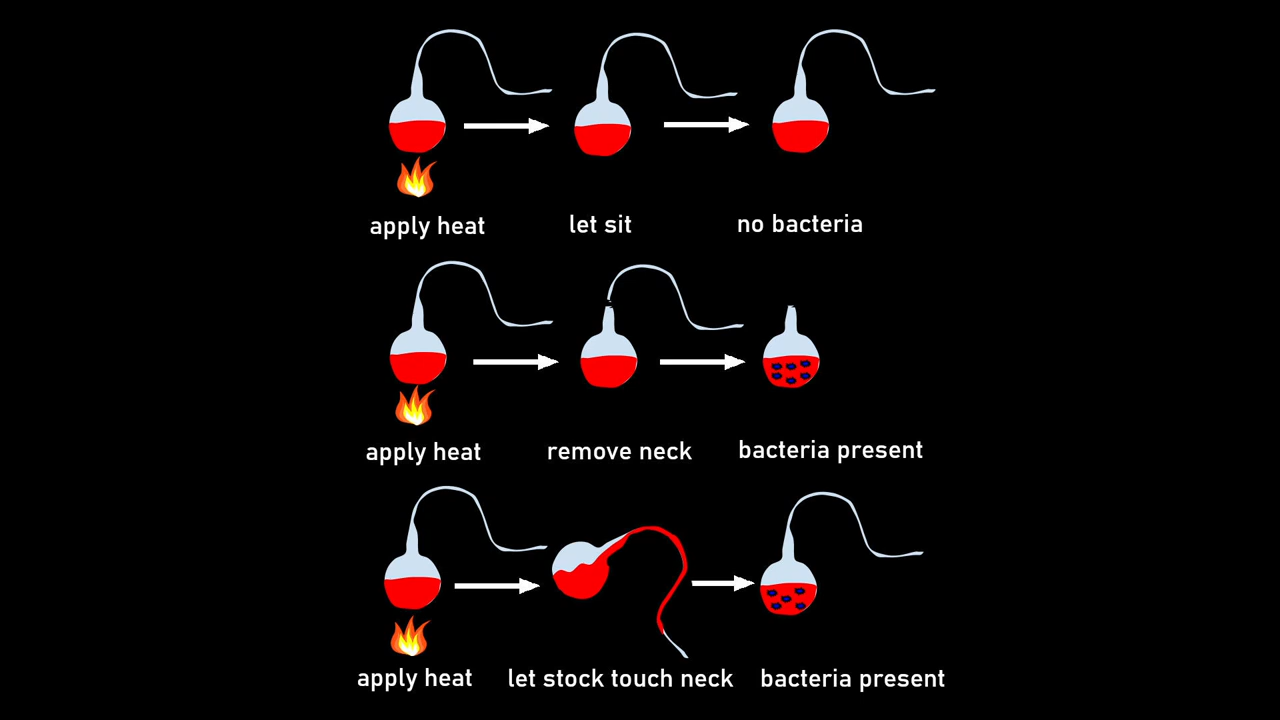 apply heat let sit no bacteria
apply heat remove neck bacteria present
apply heat let stock touch neck bacteria present